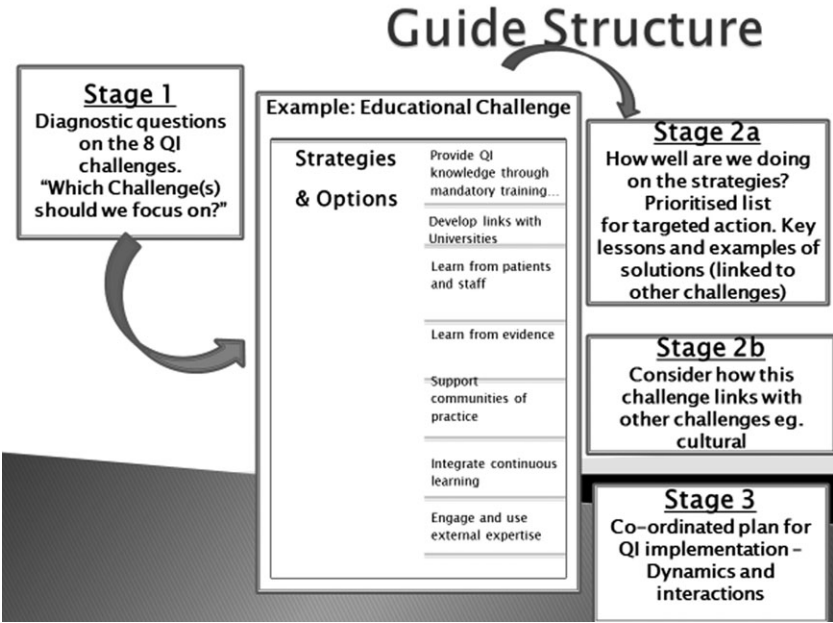 Guide Structure
Stage 1
Diagnostic questions
on the 8 QI
challenges.
“Which Challenge(s)
should we focus on?”
Example: Educational Challenge
Strategies
& Options
Provide QI
knowledge through
mandatory training...
Develop links with
Universities
Learn from patients
and staff
Learn from evidence
Support
communities of
practice
Integrate continuous
learning
Engage and use
external expertise
Stage 2a
How well are we doing
on the strategies?
Prioritised list
for targeted action. Key
lessons and examples of
solutions (linked to
other challenges)
Stage 2b
Consider how this
challenge links with
other challenges eg.
cultural
Stage 3
Co-ordinated plan for
QI implementation –
Dynamics and
interactions